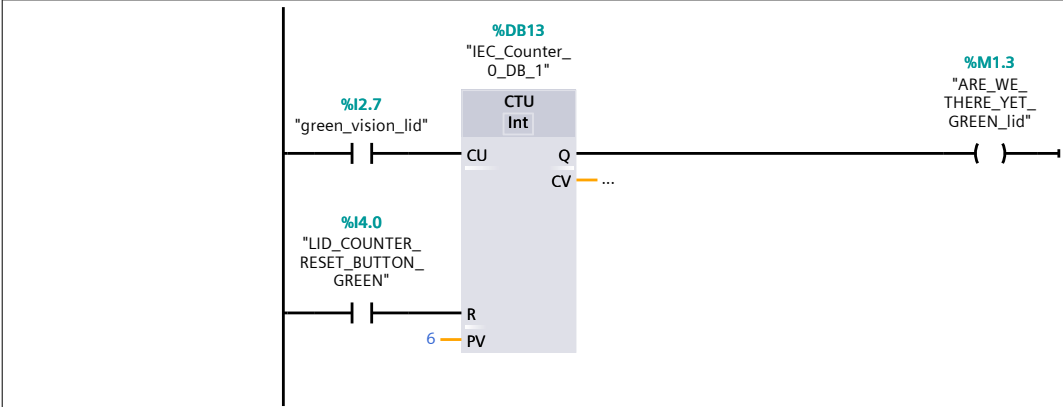 %DB13
"IEC_Counter_
0_DB_1"
%M1.3
"ARE_WE_
THERE_YET_
GREEN_lid"
%I2.7
"green_vision_lid"
CTU
Int
CU
Q
CV
...
%I4.0
"LID_COUNTER_
RESET_BUTTON_
GREEN"
R
6
PV